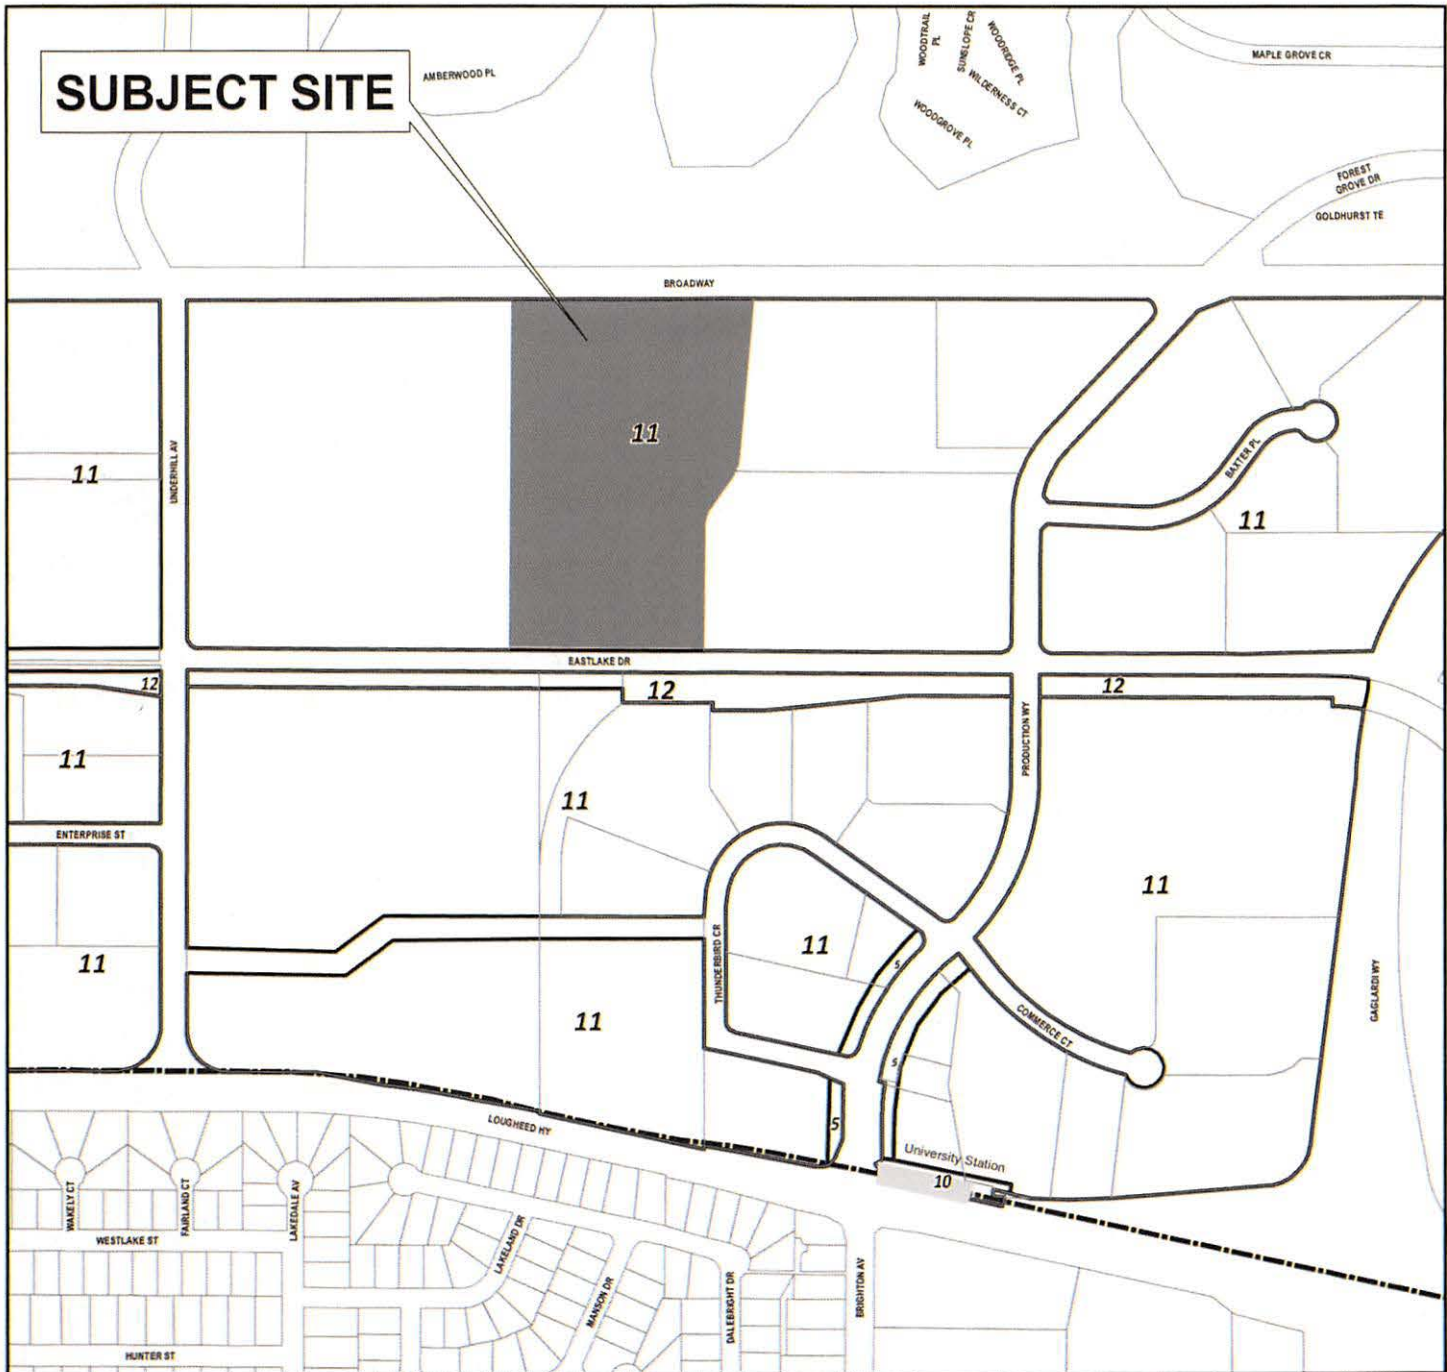 WOODTRAIL
PL
SUNSLOPE CR
WOODRIDGE PL
WILDERNESS CT
WOODGROVE PL
MAPLE GROVE CR
AMBERWOOD PL
SUBJECT SITE
FOREST
GROVE DR
GOLDHURST TE
BROADWAY
UNDERHILL AV
11
11
BAXTER PL
11
EASTLAKE DR
12
12
12
PRODUCTION WY
11
11
ENTERPRISE ST
11
11
11
THUNDERBIRD CR
5
COMMERCE CT
GAGLARDI WY
11
5
5
LOUGHEED HY
University Station
10
WAKELY CT
FAIRLAND CT
LAKEDALE AV
WESTLAKE ST
LAKELAND DR
MANSON DR
DALEBRIGHT DR
BRIGHTON AV
HUNTER ST